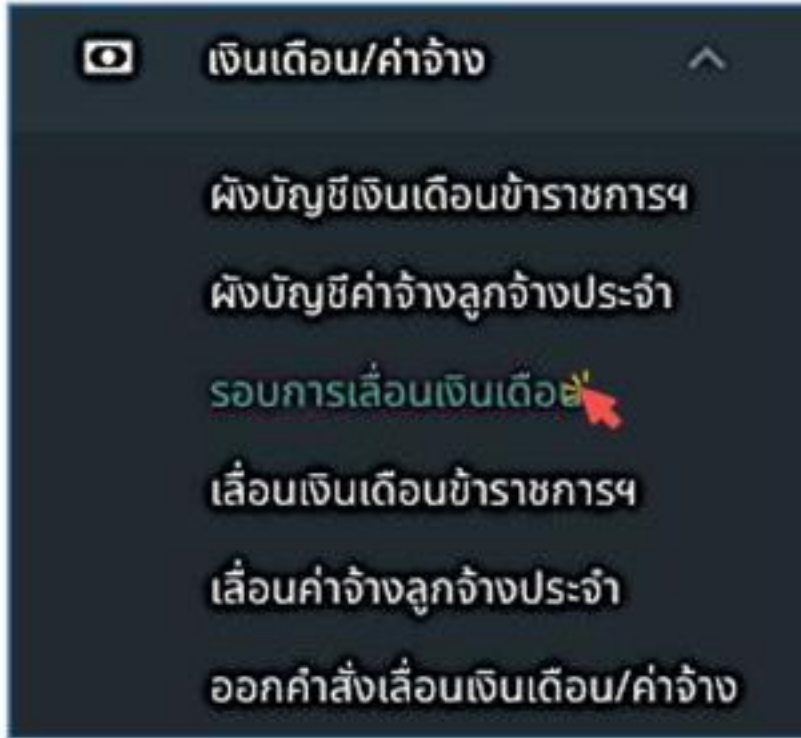 เงินเดือน/ค่าจ้าง
ผังบัญชีเงินเดือนข้าราชการฯ
ผังบัญชีค่าจ้างลูกจ้างประจำ
รอบการเลื่อนเงินเดือน
เลื่อนเงินเดือนข้าราชการฯ
เลื่อนค่าจ้างลูกจ้างประจำ
ออกคำสั่งเลื่อนเงินเดือน/ค่าจ้าง